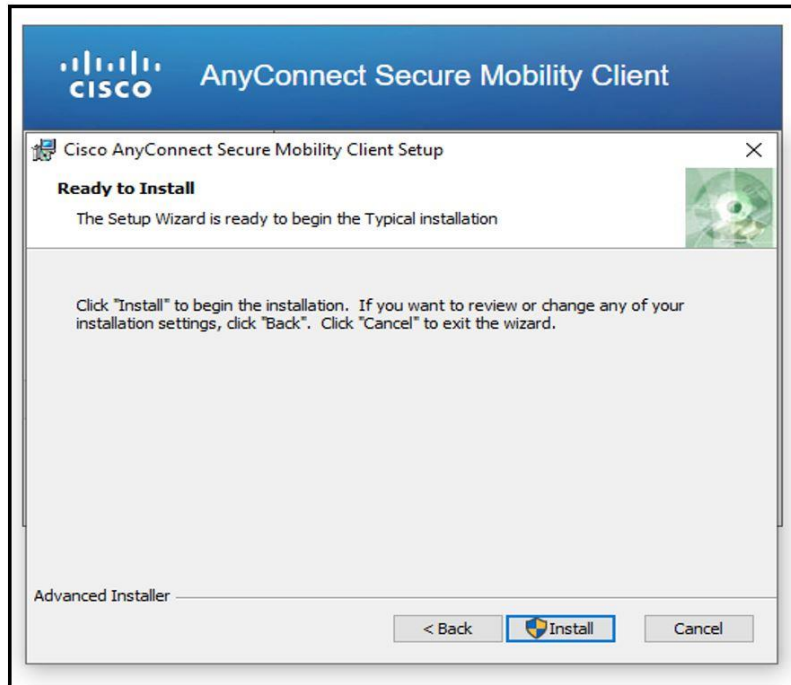 CISCO
AnyConnect Secure Mobility Client
Cisco AnyConnect Secure Mobility Client Setup
Ready to Install
The Setup Wizard is ready to begin the Typical installation
Click "Install" to begin the installation. If you want to review or change any of your
installation settings, click "Back". Click "Cancel" to exit the wizard.
Advanced Installer
< Back
Install
Cancel